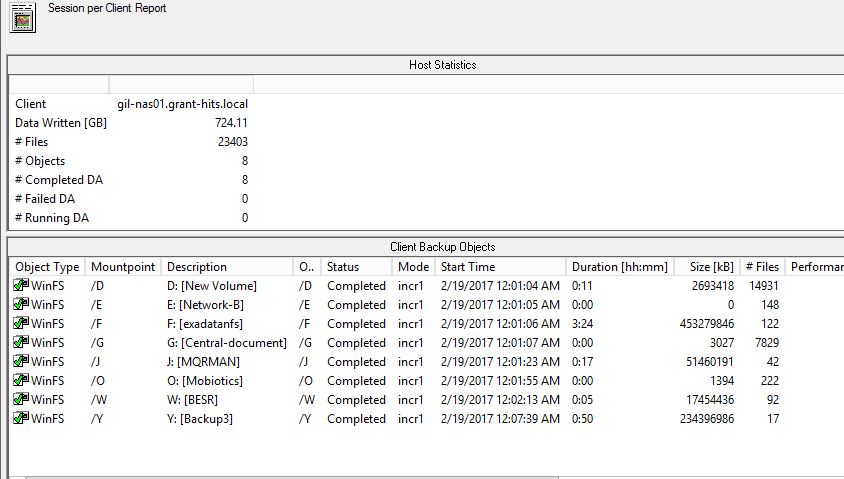 Session per Client Report
Host Statistics
Client gil-nas01.grant-hits.local
Data Written [GB] 724.11
# Files 23403
# Objects 8
# Completed DA 8
# Failed DA 0
# Running DA 0
Client Backup Objects
Object Type Mountpoint Description O.. Status Mode Start Time Duration [hh:mm] Size [kB] # Files Performan
WinFS /D D: [New Volume] /D Completed incr1 2/19/2017 12:01:04 AM 0:11 2693418 14931
WinFS /E E: [Network-B] /E Completed incr1 2/19/2017 12:01:05 AM 0:00 0 148
WinFS /F F: [exadatanfs] /F Completed incr1 2/19/2017 12:01:06 AM 3:24 453279846 122
WinFS /G G: [Central-document] /G Completed incr1 2/19/2017 12:01:07 AM 0:00 3027 7829
WinFS /J J: [MQRMAN] /J Completed incr1 2/19/2017 12:01:23 AM 0:17 51460191 42
WinFS /O O: [Mobiotics] /O Completed incr1 2/19/2017 12:01:55 AM 0:00 1394 222
WinFS /W W: [BESR] /W Completed incr1 2/19/2017 12:02:13 AM 0:05 17454436 92
WinFS /Y Y: [Backup3] /Y Completed incr1 2/19/2017 12:07:39 AM 0:50 234396986 17